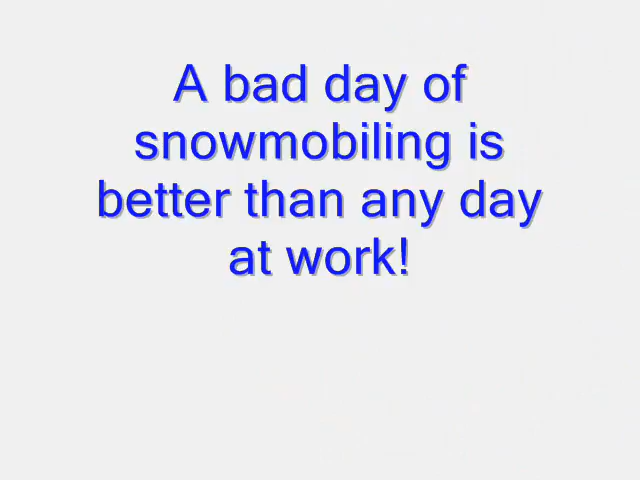 A bad day of
snowmobiling is
better than any day
at work!